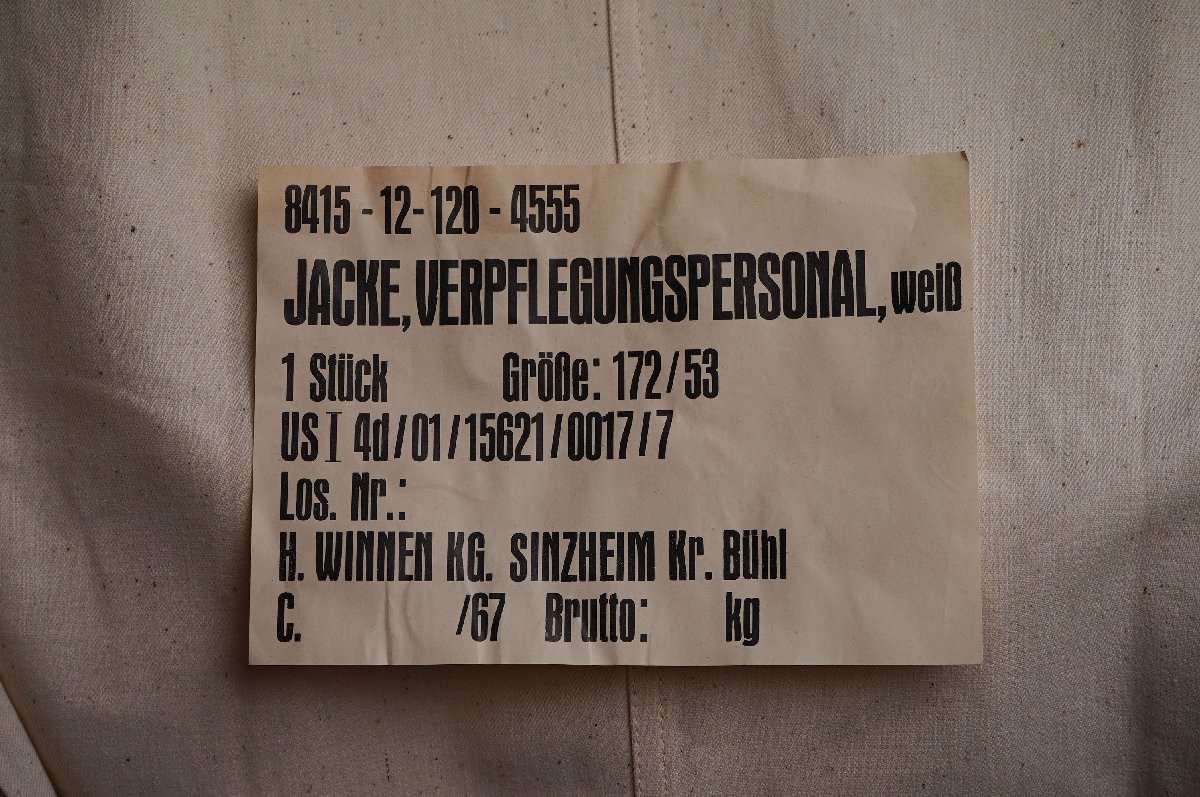 8415 - 12 - 120 - 4555
JACKE, VERPFLEGUNGSPERSONAL, weiß
1 Stück Größe: 172/53
US I 4d/01/15621/0017/7
Los. Nr.:
H. WINNEN KG. SINZHEIM Kr. Bühl
C. /67 Brutto: kg